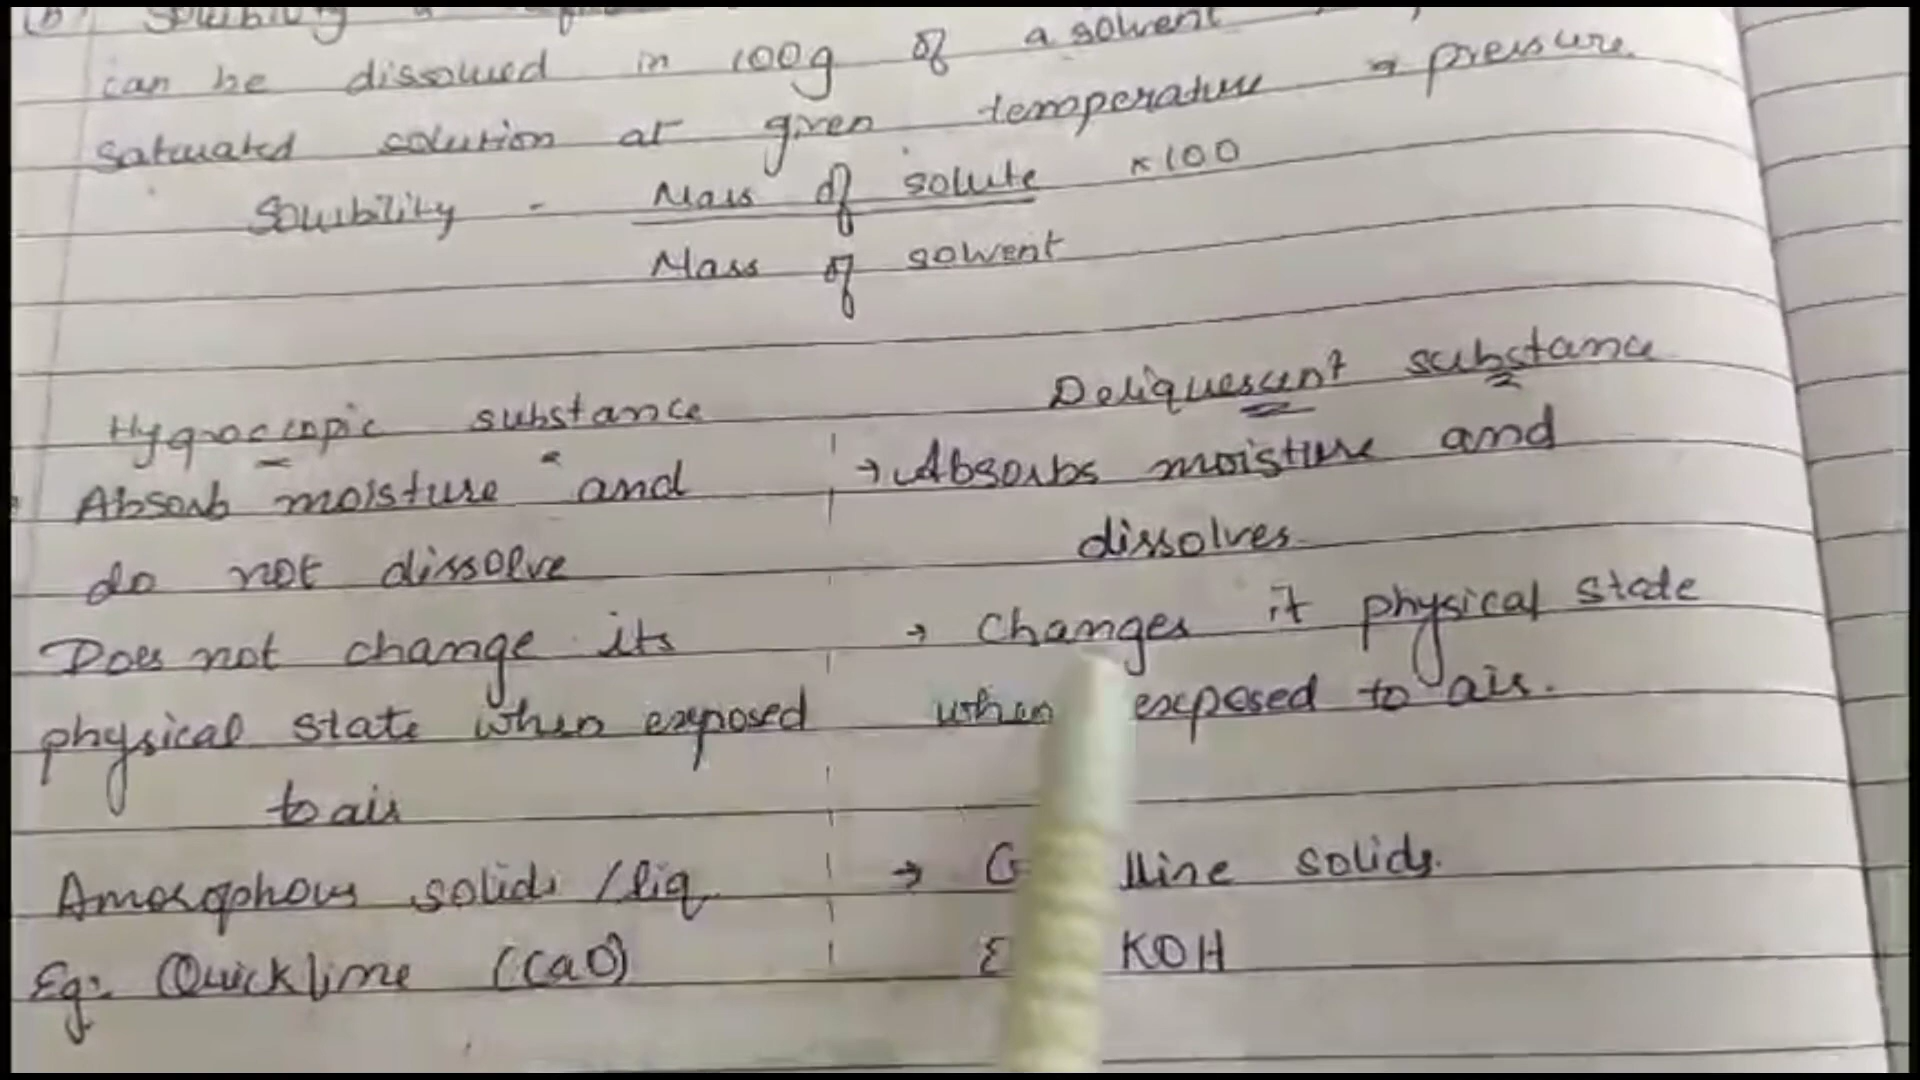 (b) Solubility
can be dissolved in 100g of a solvent
saturated solution at given temperature pressure
Solubility - Mass of solute ×100
Mass of solvent
Hygroscopic substance
Absorb moisture and
do not dissolve
Does not change its
physical state when exposed
to air
Amorphous solids / liq
Eg:- Quicklime (CaO)
Deliquescent substance
→ Absorbs moisture and
dissolves
→ Changes it physical state
when exposed to air.
→ lline solids.
KOH